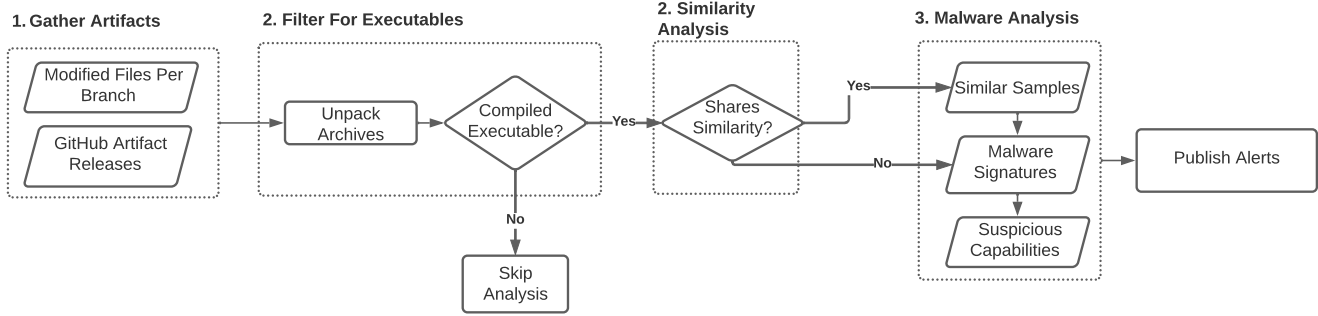 1. Gather Artifacts
Modified Files Per
Branch
GitHub Artifact
Releases
2. Filter For Executables
Unpack
Archives
Compiled
Executable?
Yes
No
Skip
Analysis
2. Similarity
Analysis
Shares
Similarity?
Yes
No
3. Malware Analysis
Similar Samples
Malware
Signatures
Suspicious
Capabilities
Publish Alerts